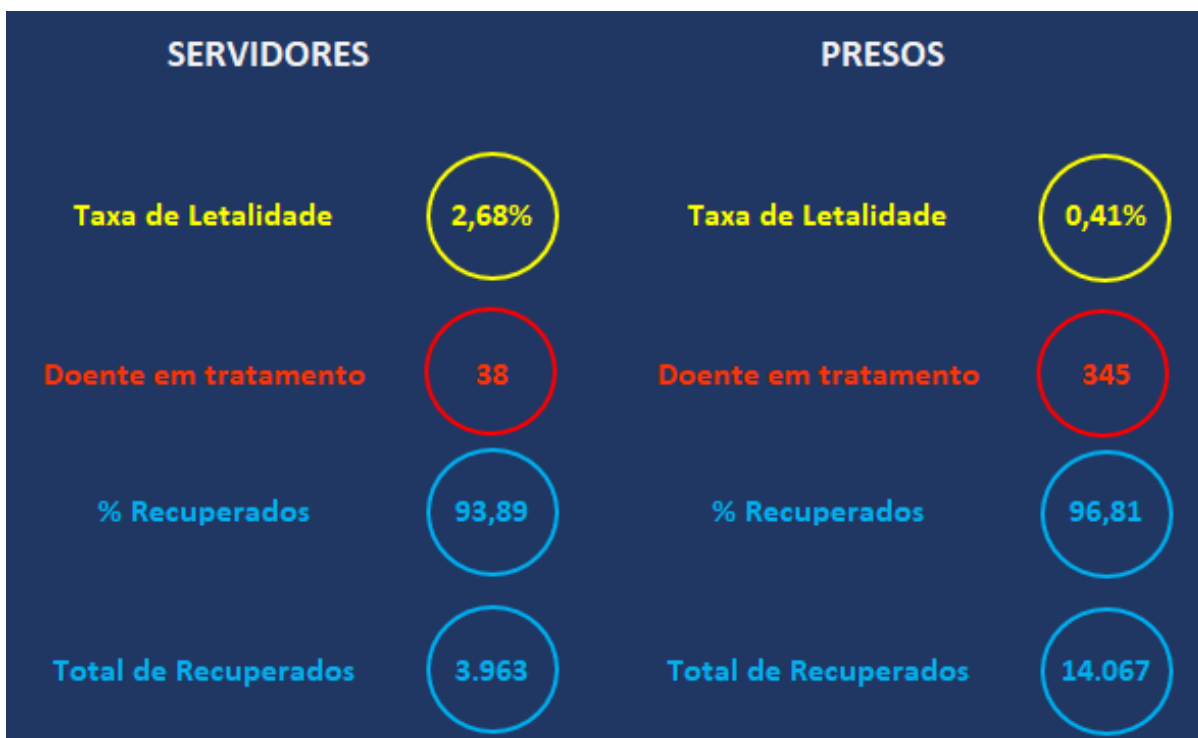 SERVIDORES
Taxa de Letalidade 2,68%
Doente em tratamento 38
% Recuperados 93,89
Total de Recuperados 3.963
PRESOS
Taxa de Letalidade 0,41%
Doente em tratamento 345
% Recuperados 96,81
Total de Recuperados 14.067